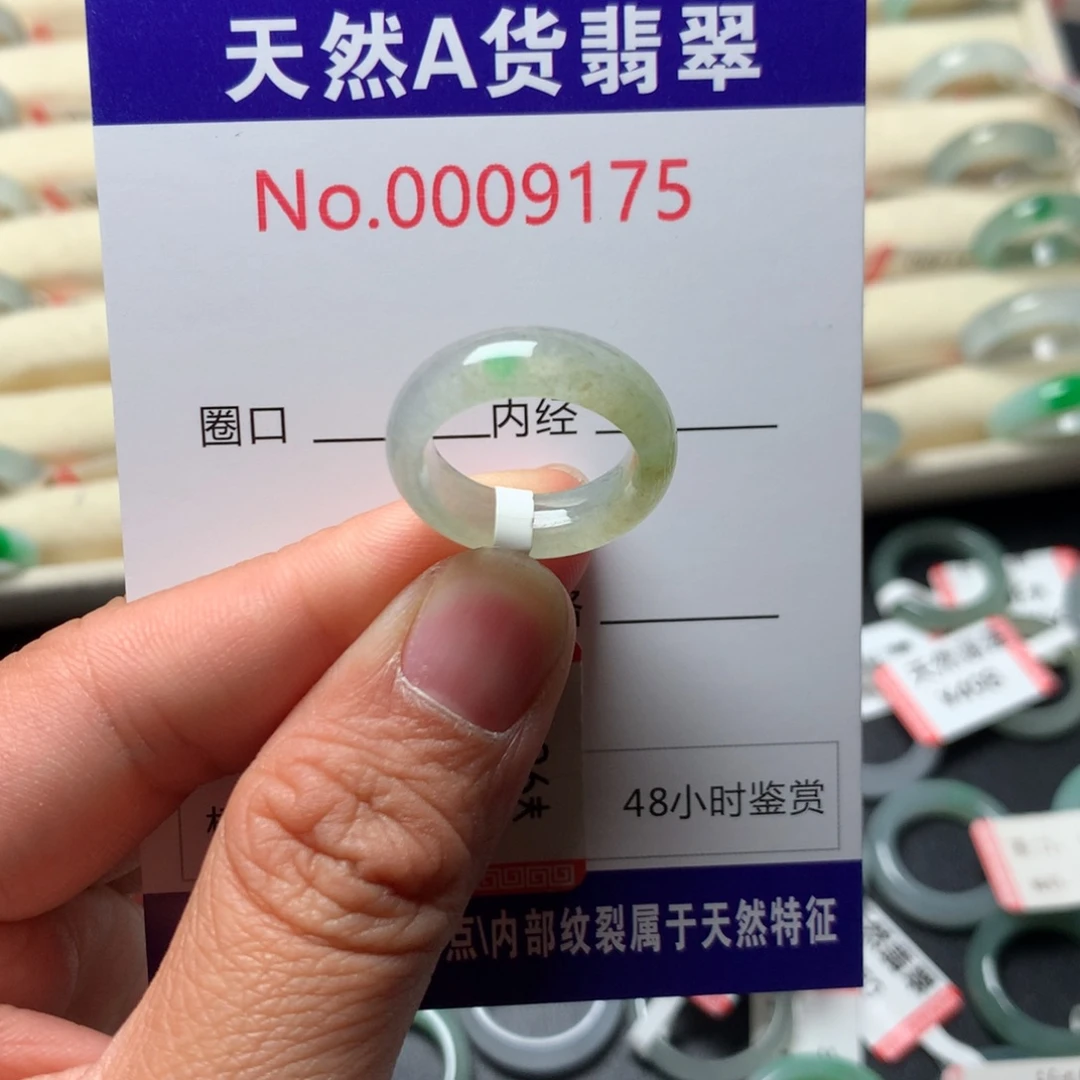 天然A货翡翠
No.0009175
圈口 内经
48小时鉴赏
点\内部纹裂属于天然特征